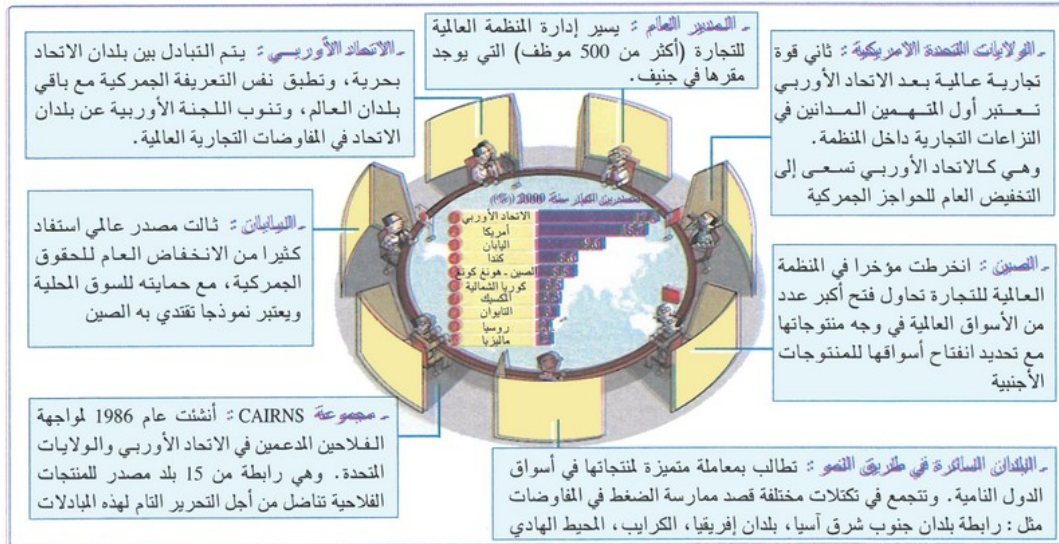 - المدير العام : يسير إدارة المنظمة العالمية
للتجارة (أكثر من 500 موظف) التي يوجد
مقرها في جنيف.
- الولايات المتحدة الامريكية : ثاني قوة
تجارية عالمية بعد الاتحاد الأوربي
تعتبر أول المتهمين المدانين في
النزاعات التجارية داخل المنظمة.
وهي كالاتحاد الأوربي تسعى إلى
التخفيض العام للحواجز الجمركية
- الاتحاد الأوربي : يتم التبادل بين بلدان الاتحاد
بحرية، وتطبق نفس التعريفة الجمركية مع باقي
بلدان العالم، وتنوب اللجنة الأوربية عن بلدان
الاتحاد في المفاوضات التجارية العالمية.
المصدرين الكبار سنة 2000 (%)
الاتحاد الأوربي
أمريكا
اليابان
كندا
الصين - هونغ كونغ
كوريا الشمالية
المكسيك
التايوان
روسيا
ماليزيا
- الصين : انخرطت مؤخرا في المنظمة
العالمية للتجارة تحاول فتح أكبر عدد
من الأسواق العالمية في وجه منتوجاتها
مع تحديد انفتاح أسواقها للمنتوجات
الأجنبية
- اليابان : ثالت مصدر عالمي استفاد
كثيرا من الانخفاض العام للحقوق
الجمركية، مع حمايته للسوق المحلية
ويعتبر نموذجا تقتدي به الصين
- البلدان السائرة في طريق النمو : تطالب بمعاملة متميزة لمنتجاتها في أسواق
الدول النامية. وتتجمع في تكتلات مختلفة قصد ممارسة الضغط في المفاوضات
مثل : رابطة بلدان جنوب شرق آسيا، بلدان إفريقيا، الكرايب، المحيط الهادي
- مجموعة CAIRNS : أنشئت عام 1986 لمواجهة
الفلاحين المدعمين في الاتحاد الأوربي والولايات
المتحدة. وهي رابطة من 15 بلد مصدر للمنتجات
الفلاحية تناضل من أجل التحرير التام لهذه المبادلات